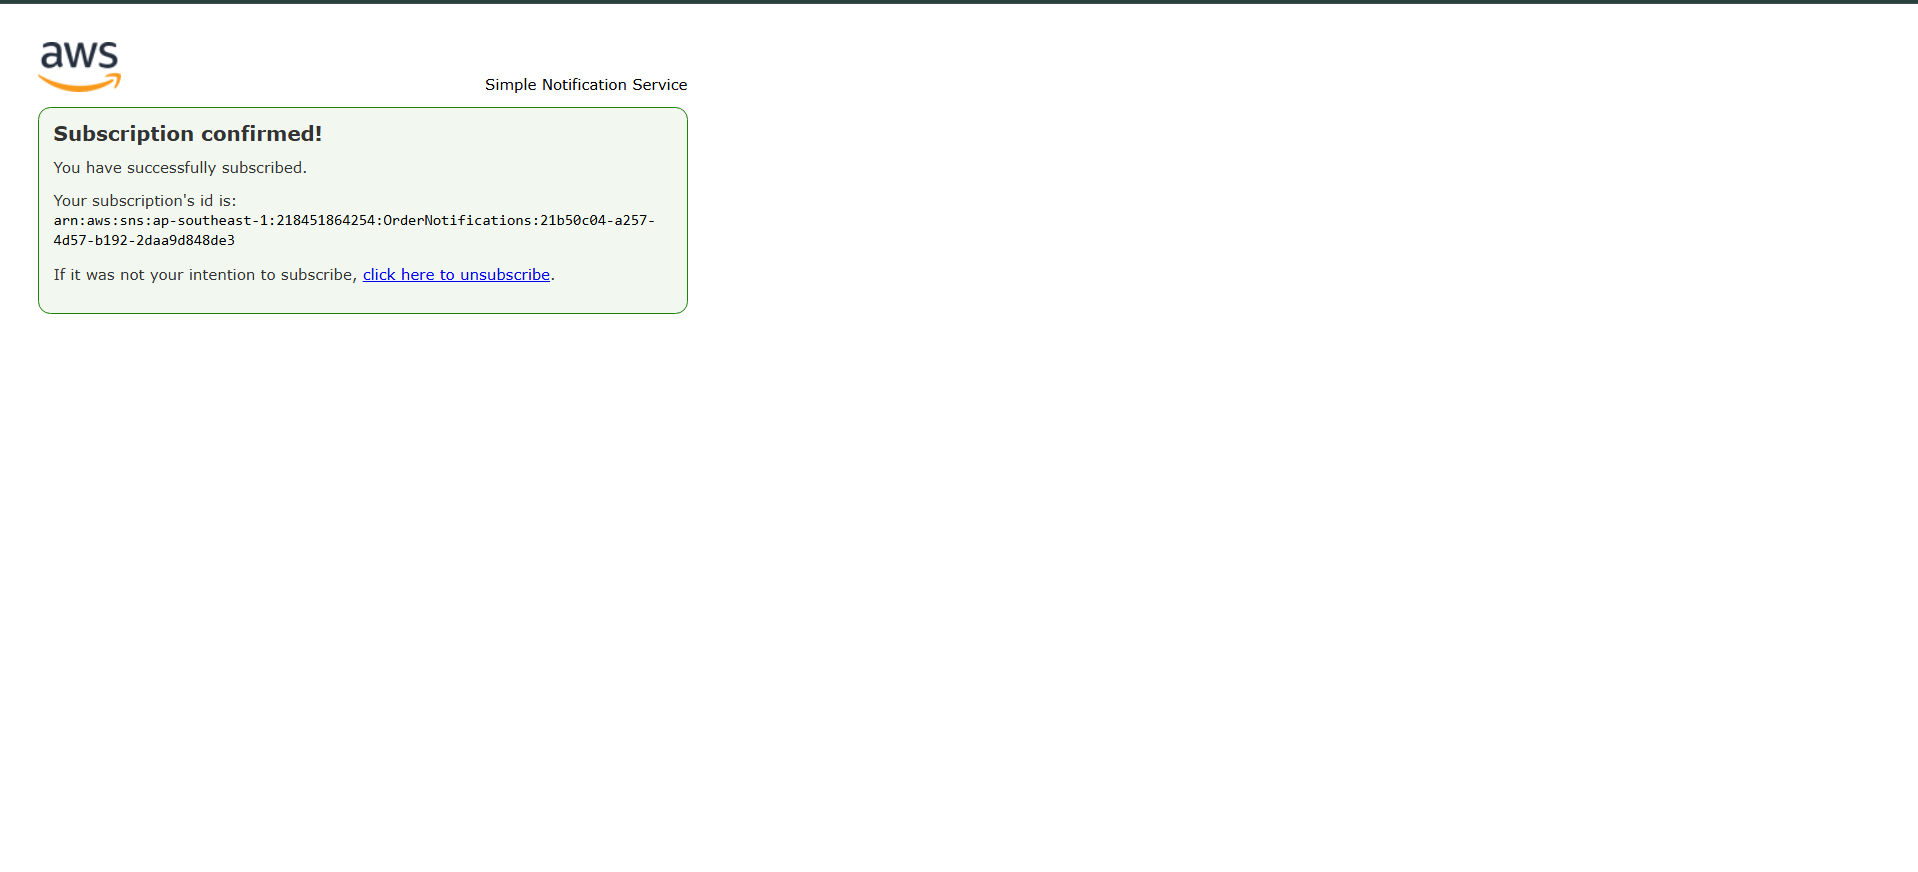 aws
Simple Notification Service
Subscription confirmed!
You have successfully subscribed.
Your subscription's id is:
arn:aws:sns:ap-southeast-1:218451864254:OrderNotifications:21b50c04-a257-
4d57-b192-2daa9d848de3
If it was not your intention to subscribe, click here to unsubscribe.